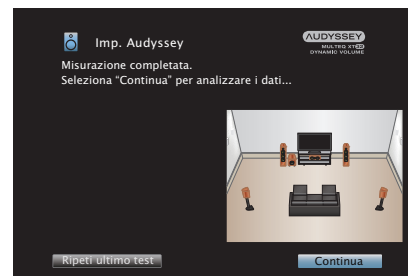 Imp. Audyssey
AUDYSSEY
MULTEQ XT32
DYNAMIC VOLUME
Misurazione completata.
Seleziona “Continua” per analizzare i dati...
Ripeti ultimo test
Continua